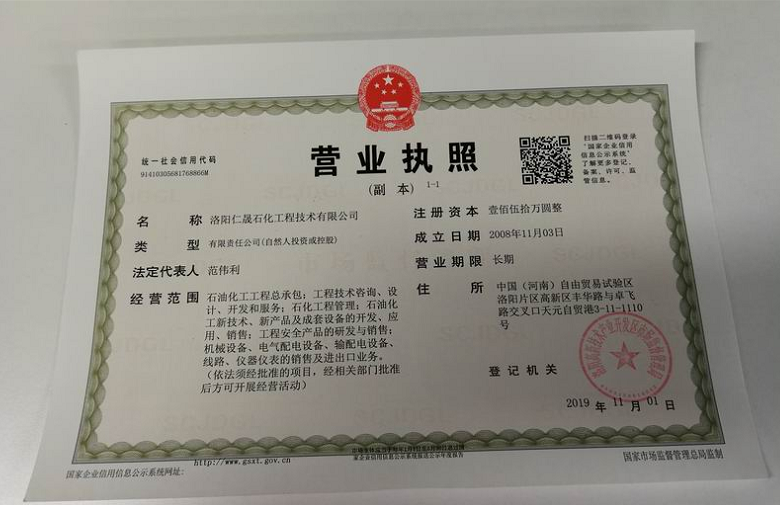 营业执照
(副 本) 1-1
统一社会信用代码
91410305681768866M
扫描二维码登录
"国家企业信用
信息公示系统"
了解更多登记、
备案、许可、监
管信息。
名 称 洛阳仁晟石化工程技术有限公司
类 型 有限责任公司(自然人投资或控股)
法定代表人 范伟利
经营范围 石油化工工程总承包；工程技术咨询、设
计、开发和服务；石化工程管理；石油化
工新技术、新产品及成套设备的开发、应
用、销售；工程安全产品的研发与销售；
机械设备、电气配电设备、输配电设备、
线路、仪器仪表的销售及进出口业务。
(依法须经批准的项目，经相关部门批准
后方可开展经营活动)
注册资本 壹佰伍拾万圆整
成立日期 2008年11月03日
营业期限 长期
住 所 中国（河南）自由贸易试验区
洛阳片区高新区丰华路与卓飞
路交叉口天元自贸港3-11-1110
号
登记机关
2019 年 11 月 01 日
国家企业信用信息公示系统网址：
http://www.gsxt.gov.cn
国家市场监督管理总局监制